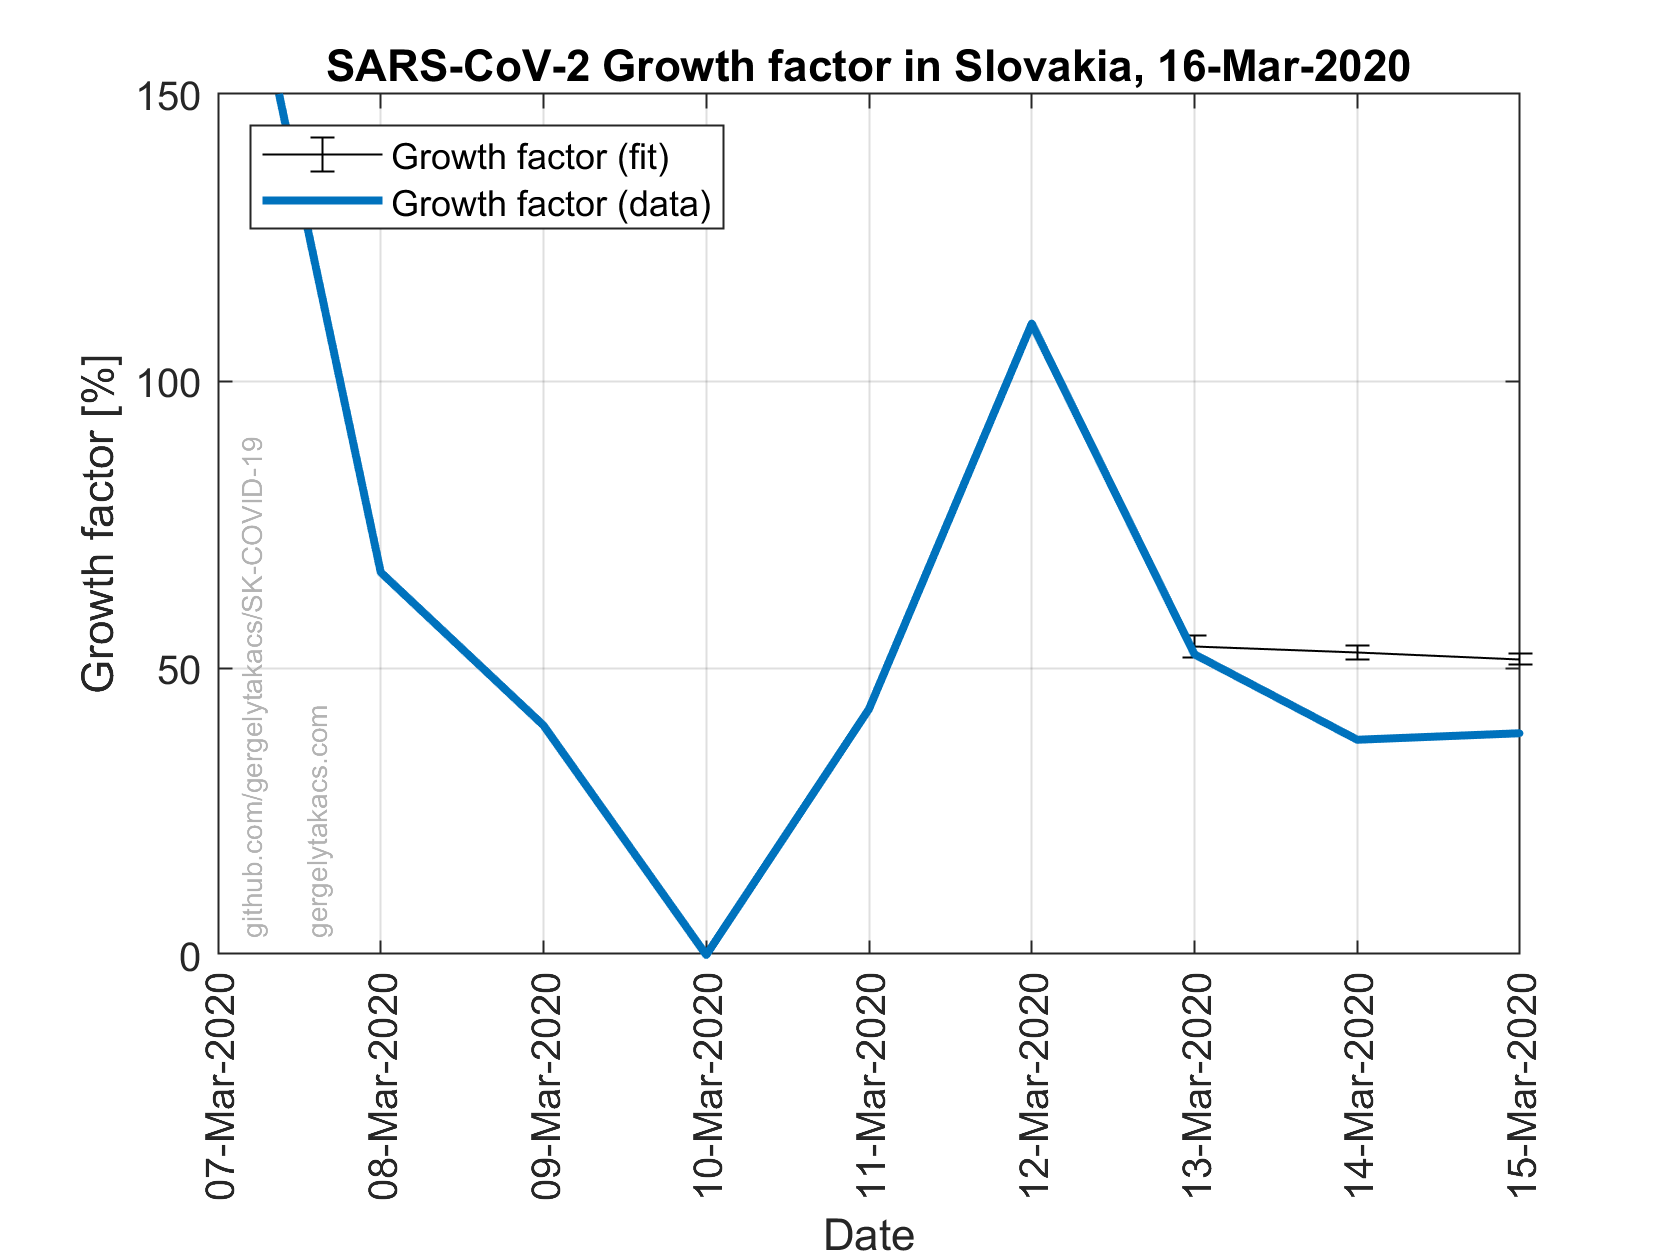 SARS-CoV-2 Growth factor in Slovakia, 16-Mar-2020
150
100
50
0
Growth factor [%]
Growth factor (fit)
Growth factor (data)
github.com/gergelytakacs/SK-COVID-19
gergelytakacs.com
07-Mar-2020
08-Mar-2020
09-Mar-2020
10-Mar-2020
11-Mar-2020
12-Mar-2020
13-Mar-2020
14-Mar-2020
15-Mar-2020
Date